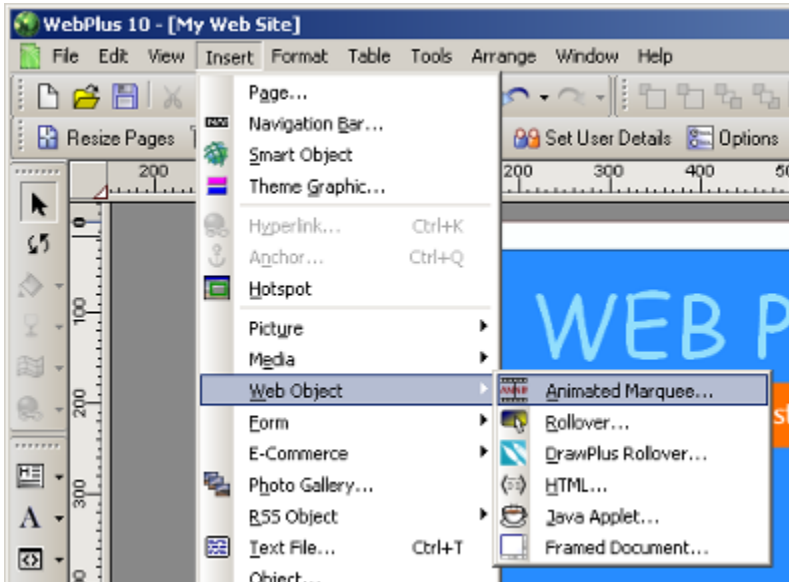 WebPlus 10 - [My Web Site]
File Edit View Insert Format Table Tools Arrange Window Help
Page...
Resize Pages
Navigation Bar...
Set User Details Options
Smart Object
200
200 300 400
Theme Graphic...
Hyperlink... Ctrl+K
Anchor... Ctrl+Q
Hotspot
0
100
200
300
Picture
Media
Web Object
Form
E-Commerce
Photo Gallery...
RSS Object
Text File... Ctrl+T
Object...
WEB P
Animated Marquee...
Rollover...
DrawPlus Rollover...
HTML...
Java Applet...
Framed Document...